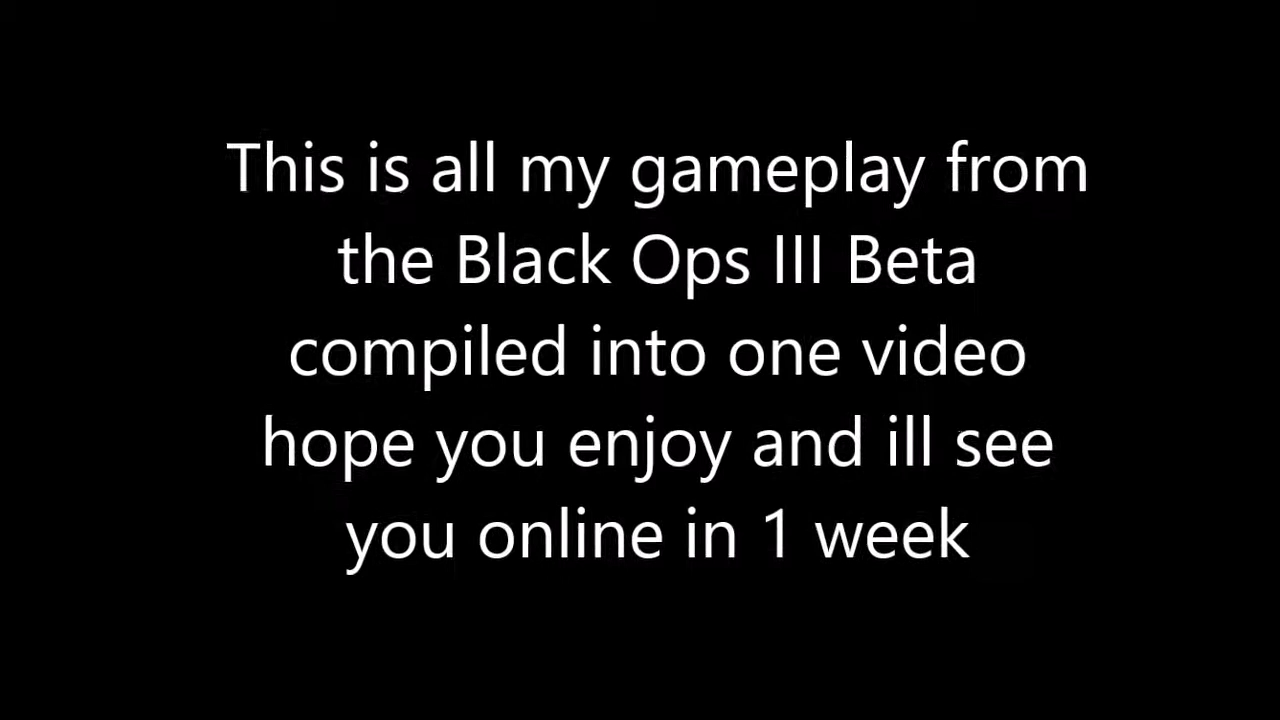 This is all my gameplay from
the Black Ops III Beta
compiled into one video
hope you enjoy and ill see
you online in 1 week